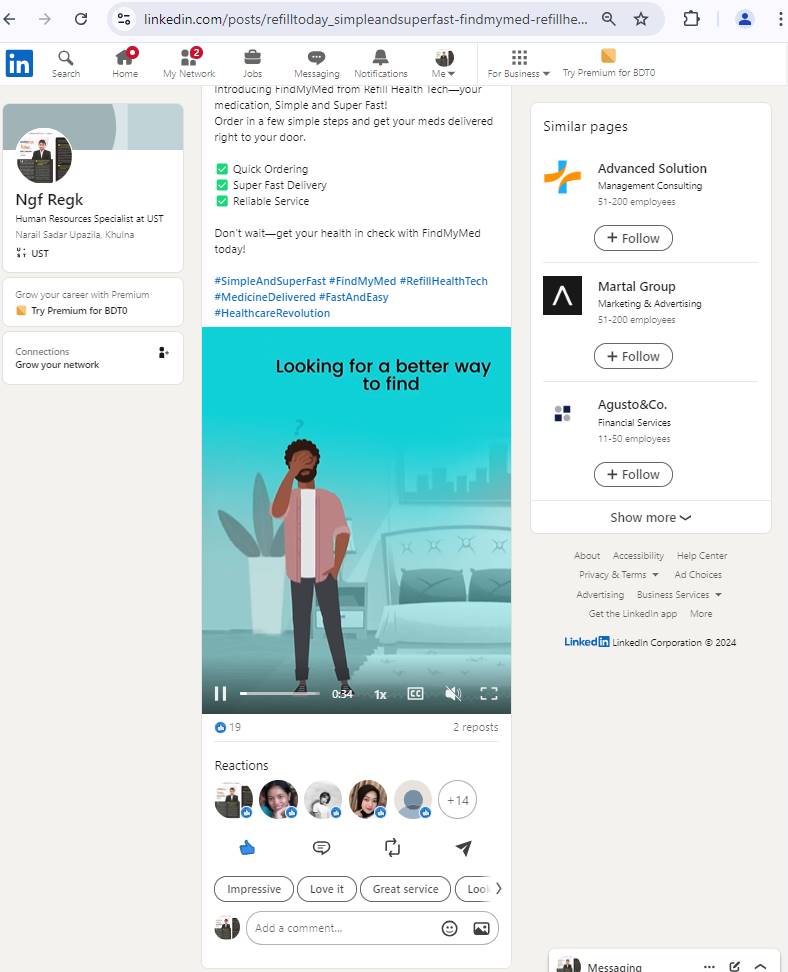 linkedin.com/posts/refilltoday_simpleandsuperfast-findmymed-refillhe...
in
Search
Home
2
My Network
Jobs
Messaging
Notifications
Me
For Business
Try Premium for BDT0
Ngf Regk
Human Resources Specialist at UST
Narail Sadar Upazila, Khulna
UST
Grow your career with Premium
Try Premium for BDT0
Connections
Grow your network
Introducing FindMyMed from Refill Health Tech—your
medication, Simple and Super Fast!
Order in a few simple steps and get your meds delivered
right to your door.
✅ Quick Ordering
✅ Super Fast Delivery
✅ Reliable Service
Don't wait—get your health in check with FindMyMed
today!
#SimpleAndSuperFast #FindMyMed #RefillHealthTech
#MedicineDelivered #FastAndEasy
#HealthcareRevolution
Looking for a better way
to find
?
0:34
1x
CC
19
2 reposts
Reactions
+14
Impressive
Love it
Great service
Look
Add a comment...
Similar pages
Advanced Solution
Management Consulting
51-200 employees
+ Follow
Martal Group
Marketing & Advertising
51-200 employees
+ Follow
Agusto&Co.
Financial Services
11-50 employees
+ Follow
Show more
About Accessibility Help Center
Privacy & Terms Ad Choices
Advertising Business Services
Get the LinkedIn app More
LinkedIn LinkedIn Corporation © 2024
Messaging